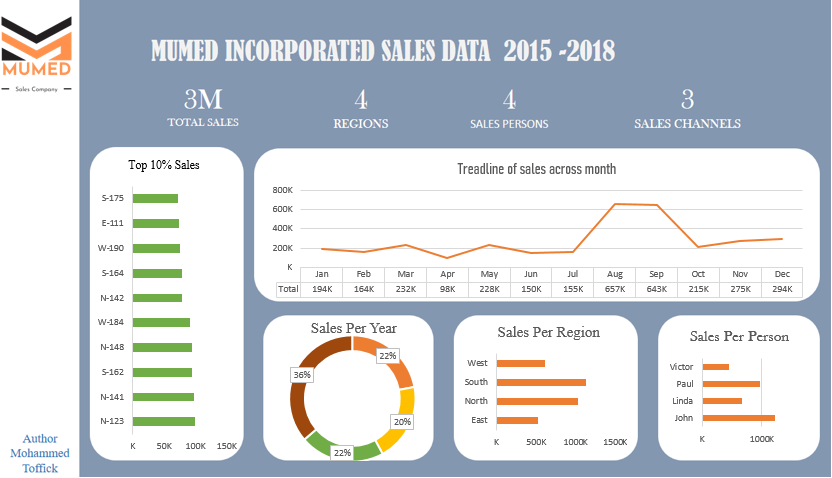 MUMED
Sales Company
MUMED INCORPORATED SALES DATA 2015 -2018
3M
TOTAL SALES
4
REGIONS
4
SALES PERSONS
3
SALES CHANNELS
Top 10% Sales
S-175
E-111
W-190
S-164
N-142
W-184
N-148
S-162
N-141
N-123
K 50K 100K 150K
Treadline of sales across month
800K
600K
400K
200K
K
Jan Feb Mar Apr May Jun Jul Aug Sep Oct Nov Dec
Total 194K 164K 232K 98K 228K 150K 155K 657K 643K 215K 275K 294K
Sales Per Year
22%
36%
20%
22%
Sales Per Region
West
South
North
East
K 500K 1000K 1500K
Sales Per Person
Victor
Paul
Linda
John
K 1000K
Author
Mohammed
Toffick